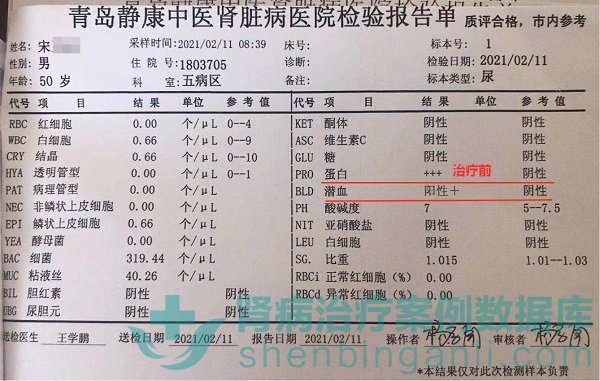 青岛静康中医肾脏病医院检验报告单 质评合格，市内参考
姓名：宋 采样时间：2021/02/11 08:39 床号： 标本号： 1
性别：男 住 院 号：1803705 诊断： 检验日期：2021/02/11
年龄：50 岁 科 室：五病区 备注： 标本类型：尿
代号 项 目 结 果 单位 参 考 值 代号 项 目 结 果 单 位 参 考 值
RBC 红细胞 0.00 个/μL 0--4 KET 酮体 阴性 阴性
WBC 白细胞 0.66 个/μL 0--9 ASC 维生素C 阴性 阴性
CRY 结晶 0.66 个/μL 0--10 GLU 糖 阴性 阴性
HYA 透明管型 0.00 个/μL 0--1 PRO 蛋白 +++ 治疗前 阴性
PAT 病理管型 0.00 个/μL BLD 潜血 阳性＋ 阴性
NEC 非鳞状上皮细胞 0.00 个/μL PH 酸碱度 7 5--7.5
EPI 鳞状上皮细胞 0.66 个/μL NIT 亚硝酸盐 阴性 阴性
YEA 酵母菌 0.00 个/μL LEU 白细胞 阴性 阴性
BAC 细菌 319.44 个/μL SG. 比重 1.015 1.01--1.03
MUC 粘液丝 40.26 个/μL RBCi 正常红细胞(%) 0.00
BIL 胆红素 阴性 阴性 RBCd 异常红细胞(%) 0.00
UBG 尿胆元 阴性 阴性
肾病治疗案例数据库
shenbinganli.com
送检医生 王学鹏 送检日期 2021/02/11 报告日期 2021/02/11 操作者 审核者
*本结果仅对此次检测样本负责